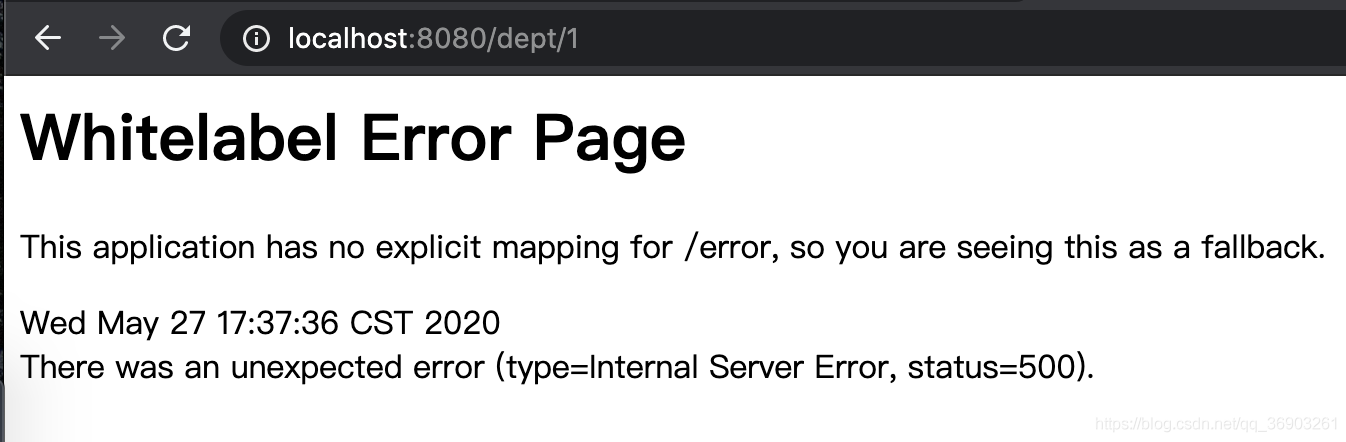 localhost:8080/dept/1
Whitelabel Error Page
This application has no explicit mapping for /error, so you are seeing this as a fallback.
Wed May 27 17:37:36 CST 2020
There was an unexpected error (type=Internal Server Error, status=500).
https://blog.csdn.net/qq_36903261